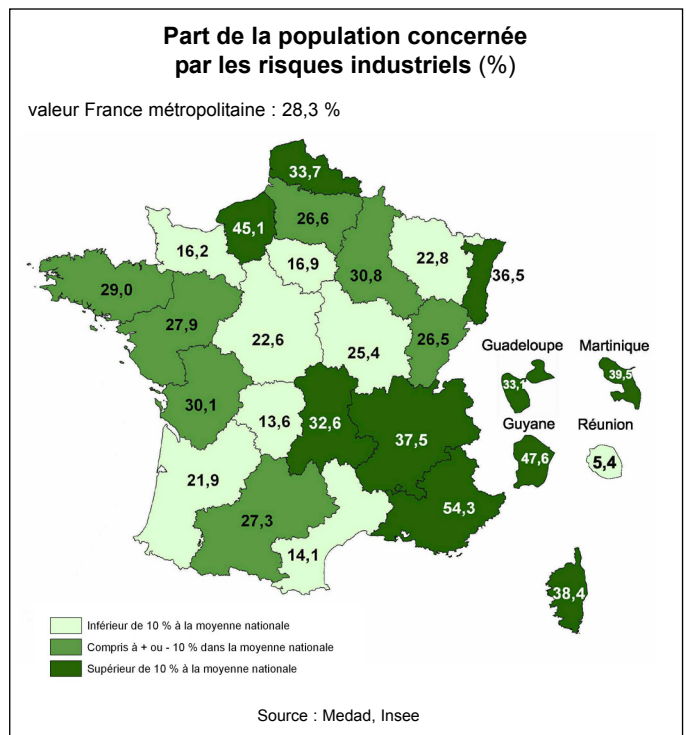 Part de la population concernée
par les risques industriels (%)
valeur France métropolitaine : 28,3 %
33,7
45,1
26,6
16,2
16,9
30,8
22,8
36,5
29,0
27,9
22,6
25,4
26,5
Guadeloupe
Martinique
33,1
39,5
30,1
13,6
32,6
37,5
Guyane
Réunion
47,6
5,4
21,9
27,3
14,1
54,3
38,4
Inférieur de 10 % à la moyenne nationale
Compris à + ou - 10 % dans la moyenne nationale
Supérieur de 10 % à la moyenne nationale
Source : Medad, Insee